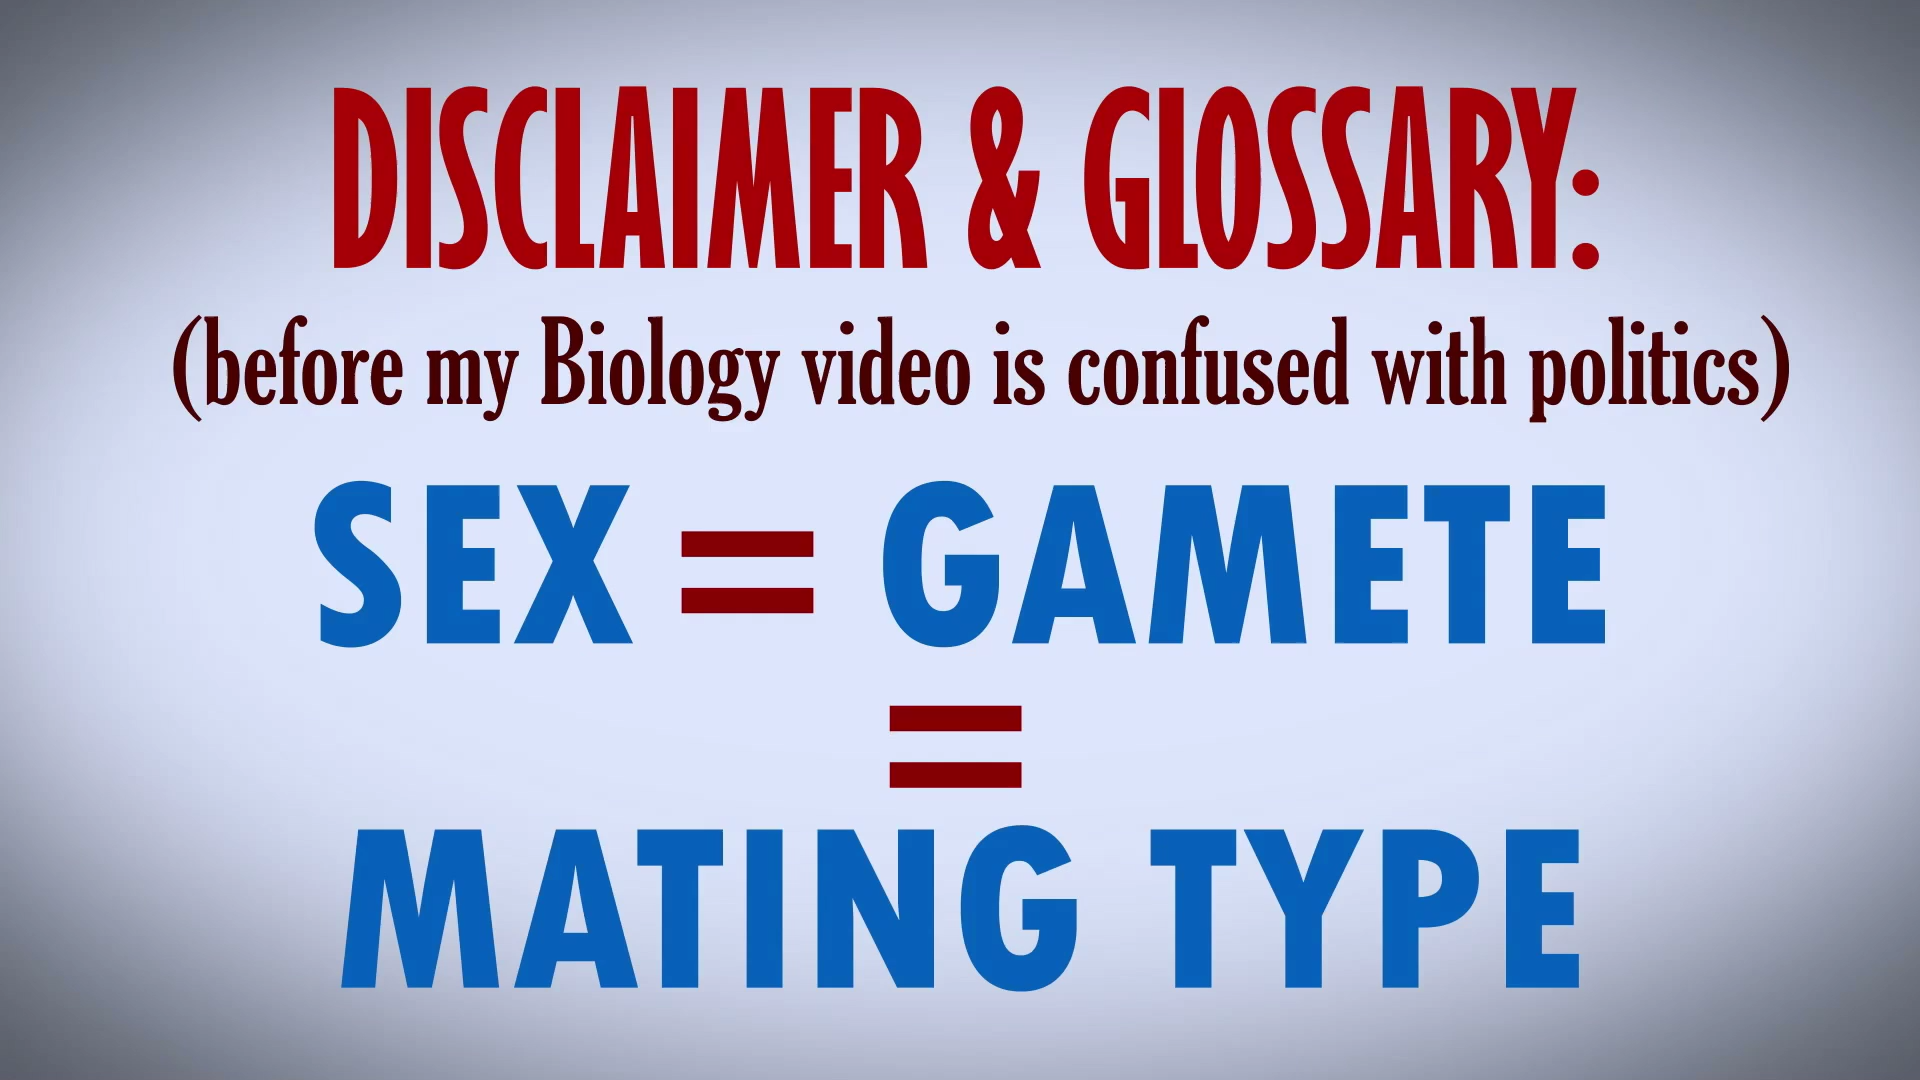 DISCLAIMER & GLOSSARY:
(before my Biology video is confused with politics)
SEX = GAMETE
=
MATING TYPE